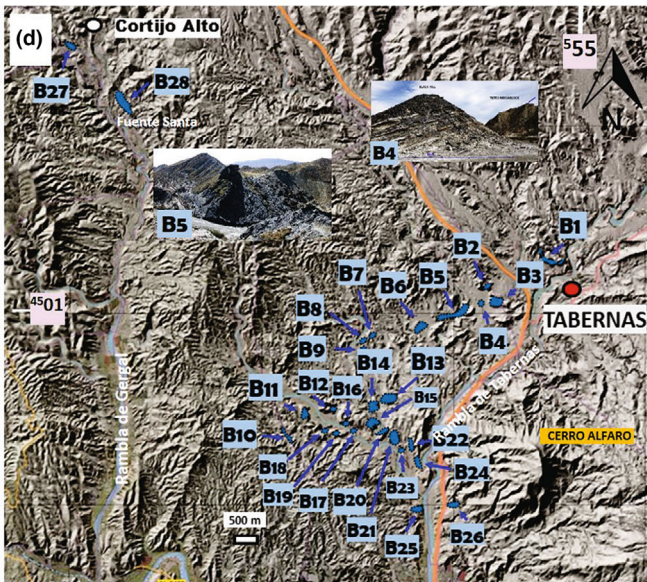 (d)
Cortijo Alto
555
B27
B28
Fuente Santa
N
B4
B5
B1
B2
B3
B7
B6
B5
B8
4501
B9
B4
TABERNAS
B14
B13
B12
B16
B15
B11
Rambla de Tabernas
Rambla de Gergal
B10
B22
CERRO ALFARO
B18
B24
B19
B23
B17
B20
B21
500 m
B25
B26